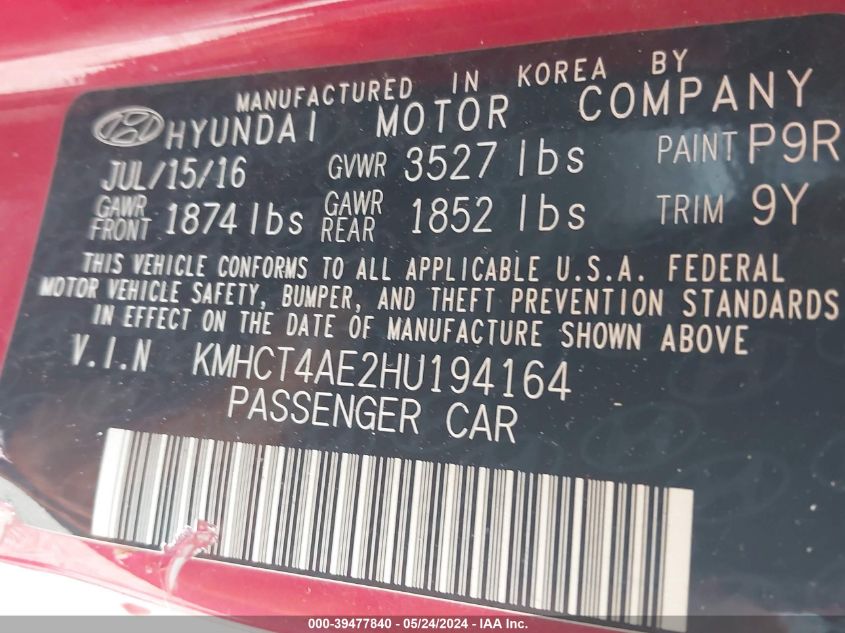 MANUFACTURED IN KOREA BY
HYUNDAI MOTOR COMPANY
JUL/15/16 GVWR 3527 lbs PAINT P9R
GAWR FRONT 1874 lbs GAWR REAR 1852 lbs TRIM 9Y
THIS VEHICLE CONFORMS TO ALL APPLICABLE U.S.A. FEDERAL
MOTOR VEHICLE SAFETY, BUMPER, AND THEFT PREVENTION STANDARDS
IN EFFECT ON THE DATE OF MANUFACTURE SHOWN ABOVE
V.I.N KMHCT4AE2HU194164
PASSENGER CAR
000-39477840 - 05/24/2024 - IAAI.com